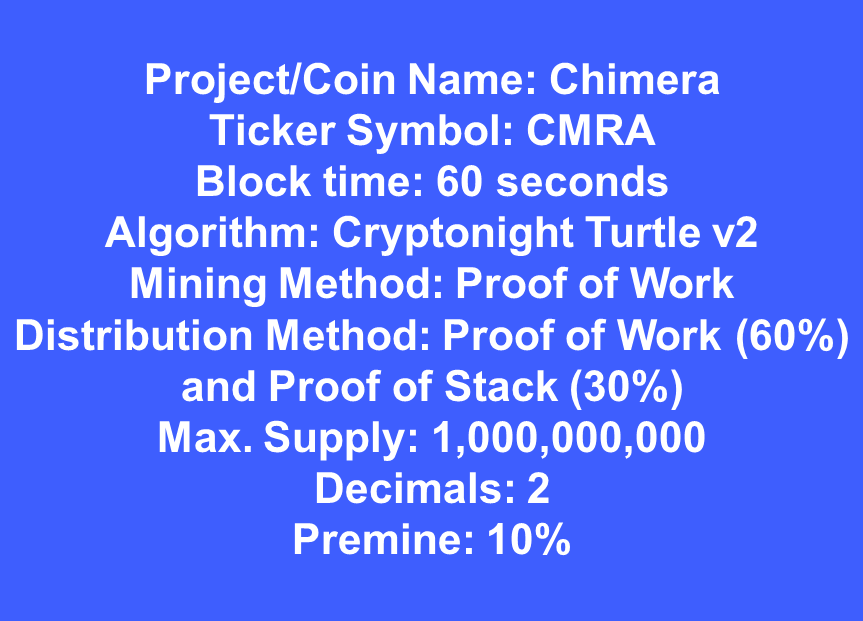 Project/Coin Name: Chimera
Ticker Symbol: CMRA
Block time: 60 seconds
Algorithm: Cryptonight Turtle v2
Mining Method: Proof of Work
Distribution Method: Proof of Work (60%)
and Proof of Stack (30%)
Max. Supply: 1,000,000,000
Decimals: 2
Premine: 10%